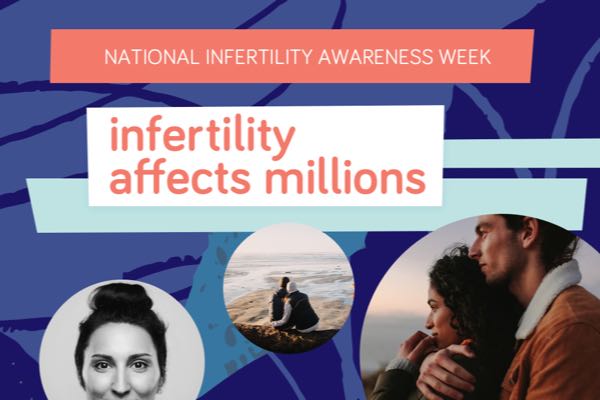 NATIONAL INFERTILITY AWARENESS WEEK
infertility
affects millions